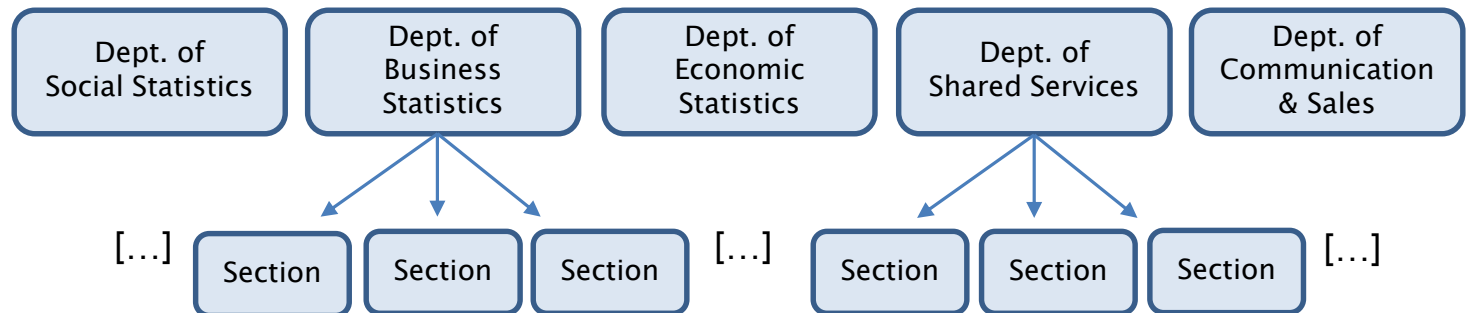 Dept. of
Social Statistics
Dept. of
Business
Statistics
Dept. of
Economic
Statistics
Dept. of
Shared Services
Dept. of
Communication
& Sales
[…]
Section
Section
Section
[…]
Section
Section
Section
[…]